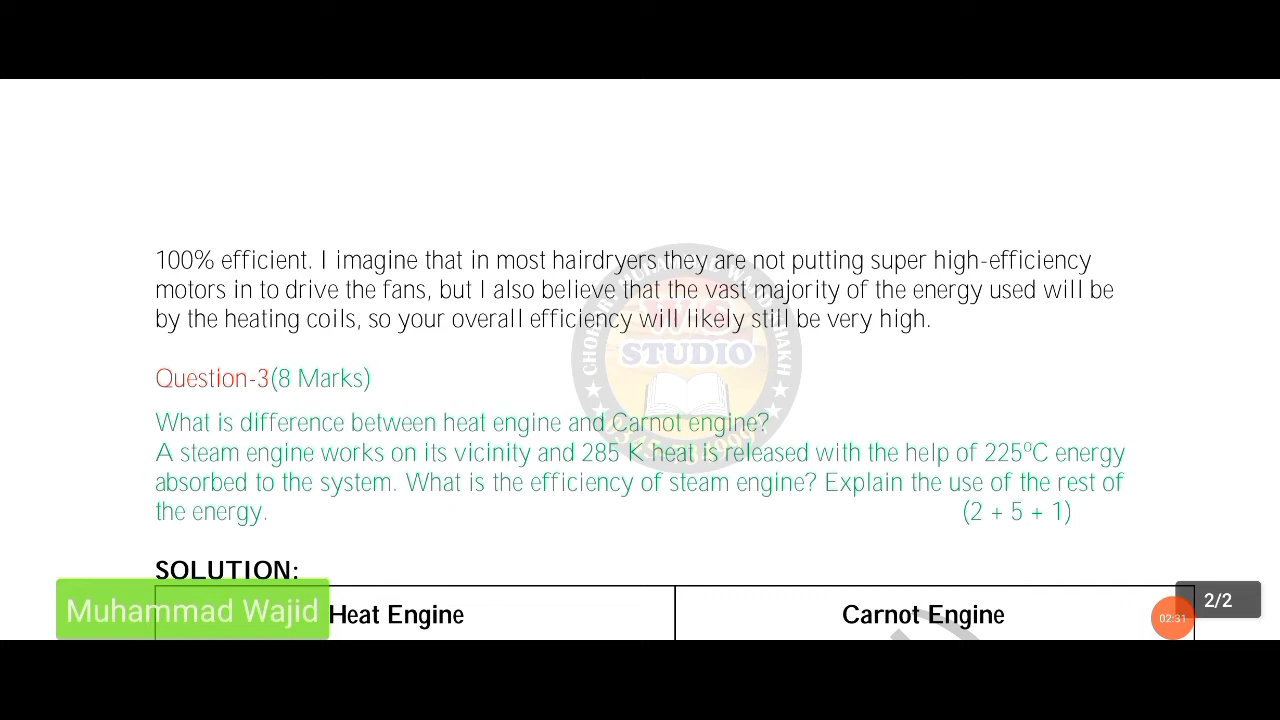 100% efficient. I imagine that in most hairdryers they are not putting super high-efficiency
motors in to drive the fans, but I also believe that the vast majority of the energy used will be
by the heating coils, so your overall efficiency will likely still be very high.
STUDIO
Question-3(8 Marks)
What is difference between heat engine and Carnot engine?
A steam engine works on its vicinity and 285 K heat is released with the help of 225ºC energy
absorbed to the system. What is the efficiency of steam engine? Explain the use of the rest of
the energy. (2 + 5 + 1)
SOLUTION:
Muhammad Wajid
Heat Engine Carnot Engine
2/2
02:31